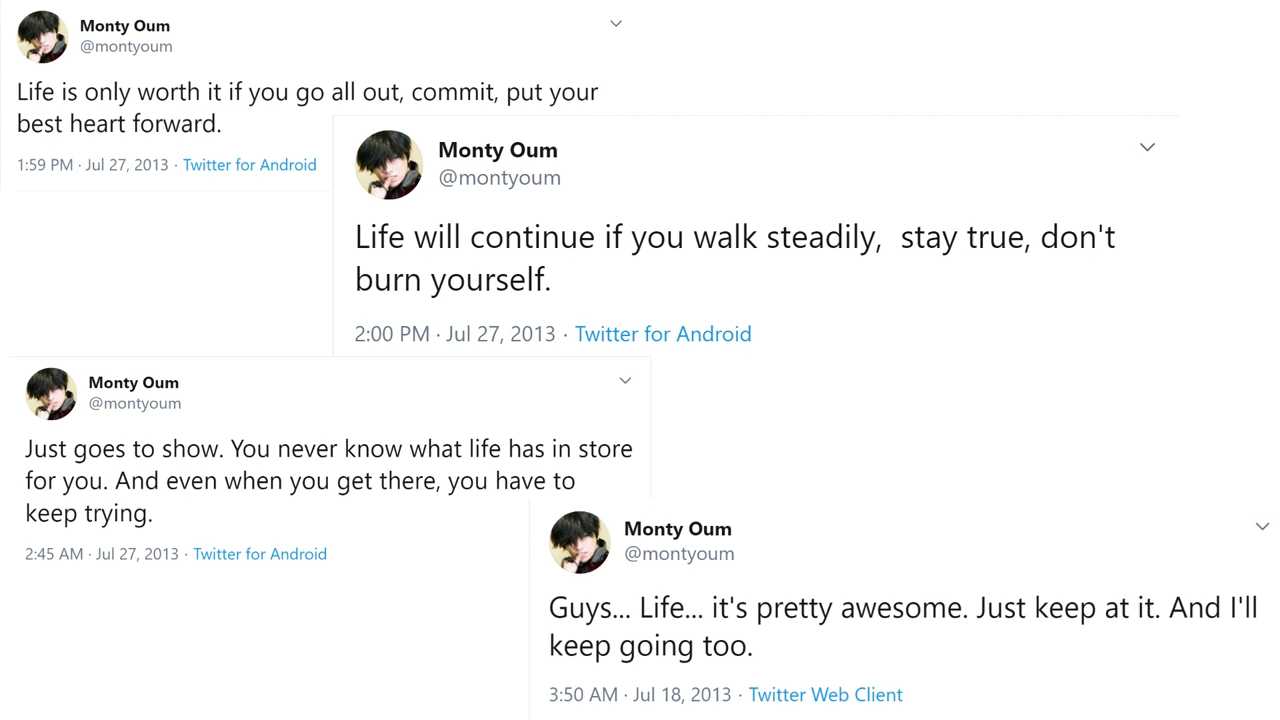 Monty Oum
@montyoum
Life is only worth it if you go all out, commit, put your
best heart forward.
1:59 PM · Jul 27, 2013 · Twitter for Android
Monty Oum
@montyoum
Life will continue if you walk steadily,  stay true, don't
burn yourself.
2:00 PM · Jul 27, 2013 · Twitter for Android
Monty Oum
@montyoum
Just goes to show. You never know what life has in store
for you. And even when you get there, you have to
keep trying.
2:45 AM · Jul 27, 2013 · Twitter for Android
Monty Oum
@montyoum
Guys... Life... it's pretty awesome. Just keep at it. And I'll
keep going too.
3:50 AM · Jul 18, 2013 · Twitter Web Client